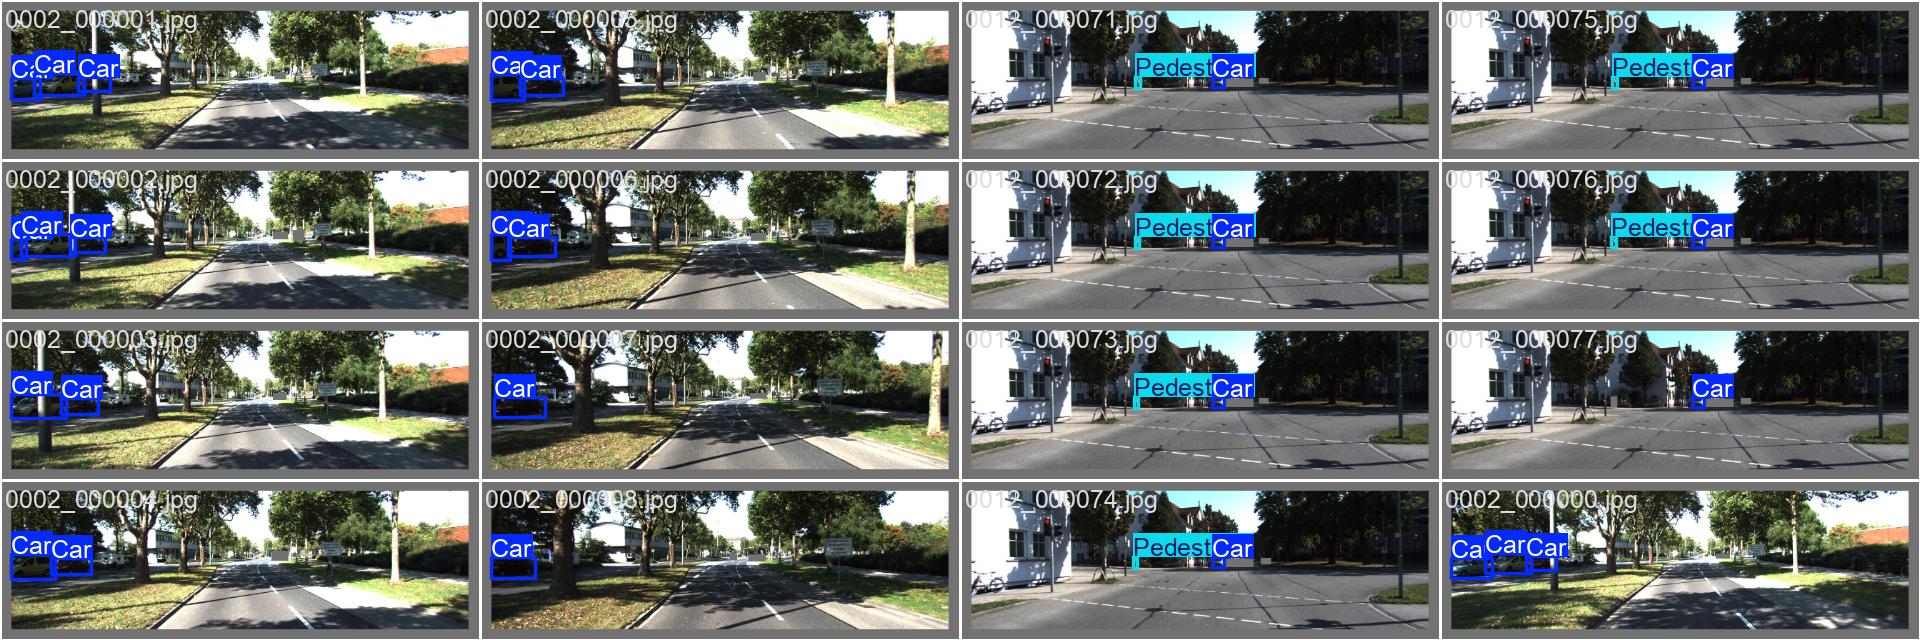 0002_000001.jpg
Car
Car
0002_000005.jpg
Ca
Car
0012_000071.jpg
Pedest
Car
0012_000075.jpg
Pedest
Car
0002_000002.jpg
Car
Car
0002_000006.jpg
C
Car
0012_000072.jpg
Pedest
Car
0012_000076.jpg
Pedest
Car
0002_000003.jpg
Car
Car
0002_000007.jpg
Car
0012_000073.jpg
Pedest
Car
0012_000077.jpg
Car
0002_000004.jpg
Car
Car
0002_000008.jpg
Car
0012_000074.jpg
Pedest
Car
0002_000000.jpg
Ca
Car
Car